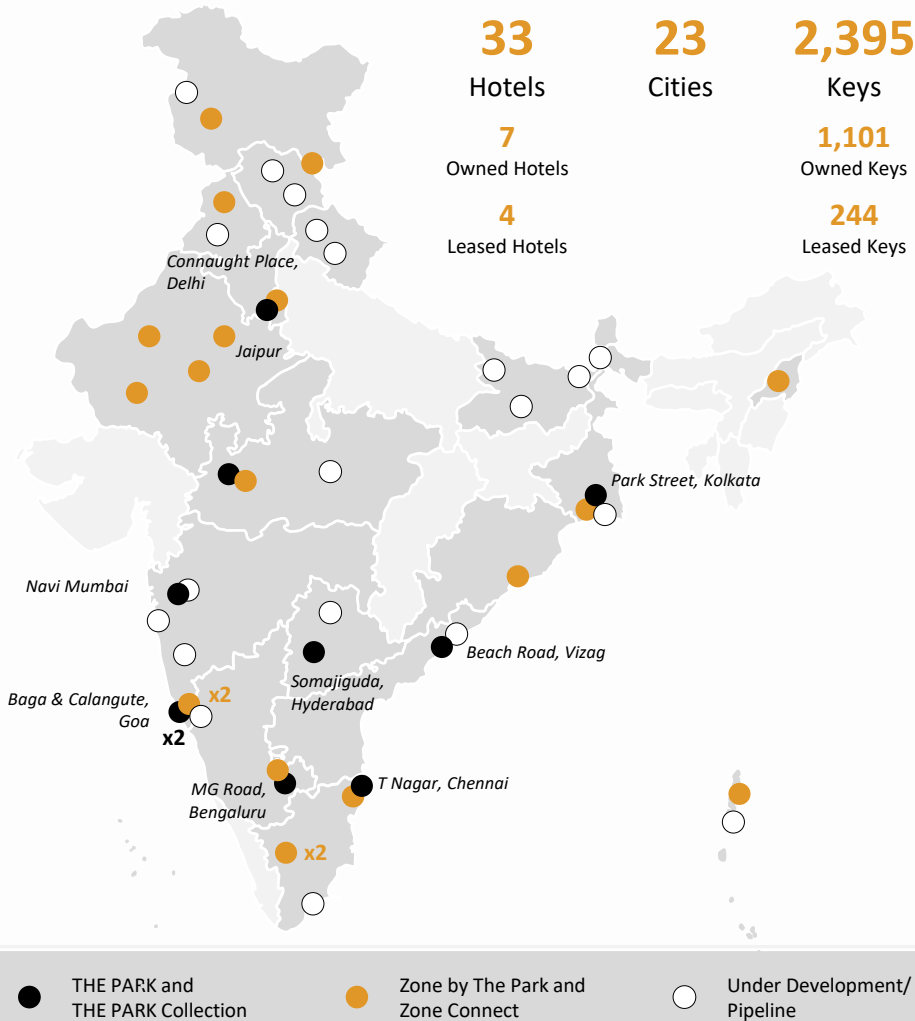 33
Hotels
23
Cities
2,395
Keys
7
Owned Hotels
1,101
Owned Keys
4
Leased Hotels
244
Leased Keys
Connaught Place,
Delhi
Jaipur
Park Street, Kolkata
Navi Mumbai
Beach Road, Vizag
Somajiguda,
Hyderabad
Baga & Calangute,
Goa
x2
x2
MG Road,
Bengaluru
T Nagar, Chennai
x2
THE PARK and
THE PARK Collection
Zone by The Park and
Zone Connect
Under Development/
Pipeline